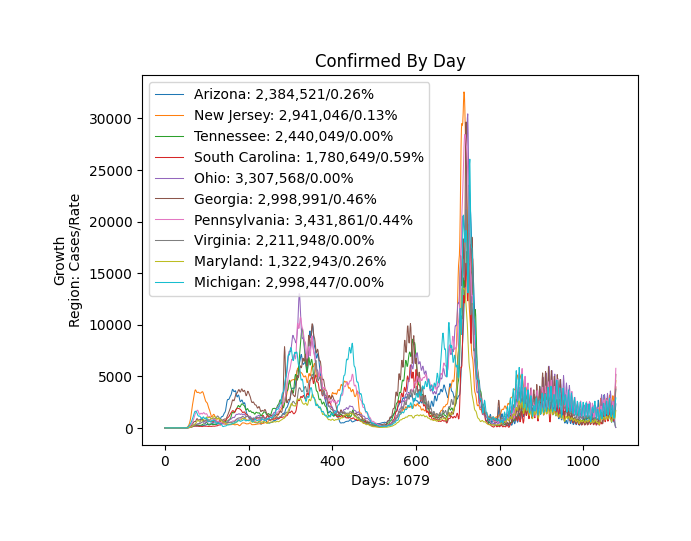 Confirmed By Day
Growth
Region: Cases/Rate
30000
25000
20000
15000
10000
5000
0
Arizona: 2,384,521/0.26%
New Jersey: 2,941,046/0.13%
Tennessee: 2,440,049/0.00%
South Carolina: 1,780,649/0.59%
Ohio: 3,307,568/0.00%
Georgia: 2,998,991/0.46%
Pennsylvania: 3,431,861/0.44%
Virginia: 2,211,948/0.00%
Maryland: 1,322,943/0.26%
Michigan: 2,998,447/0.00%
0 200 400 600 800 1000
Days: 1079